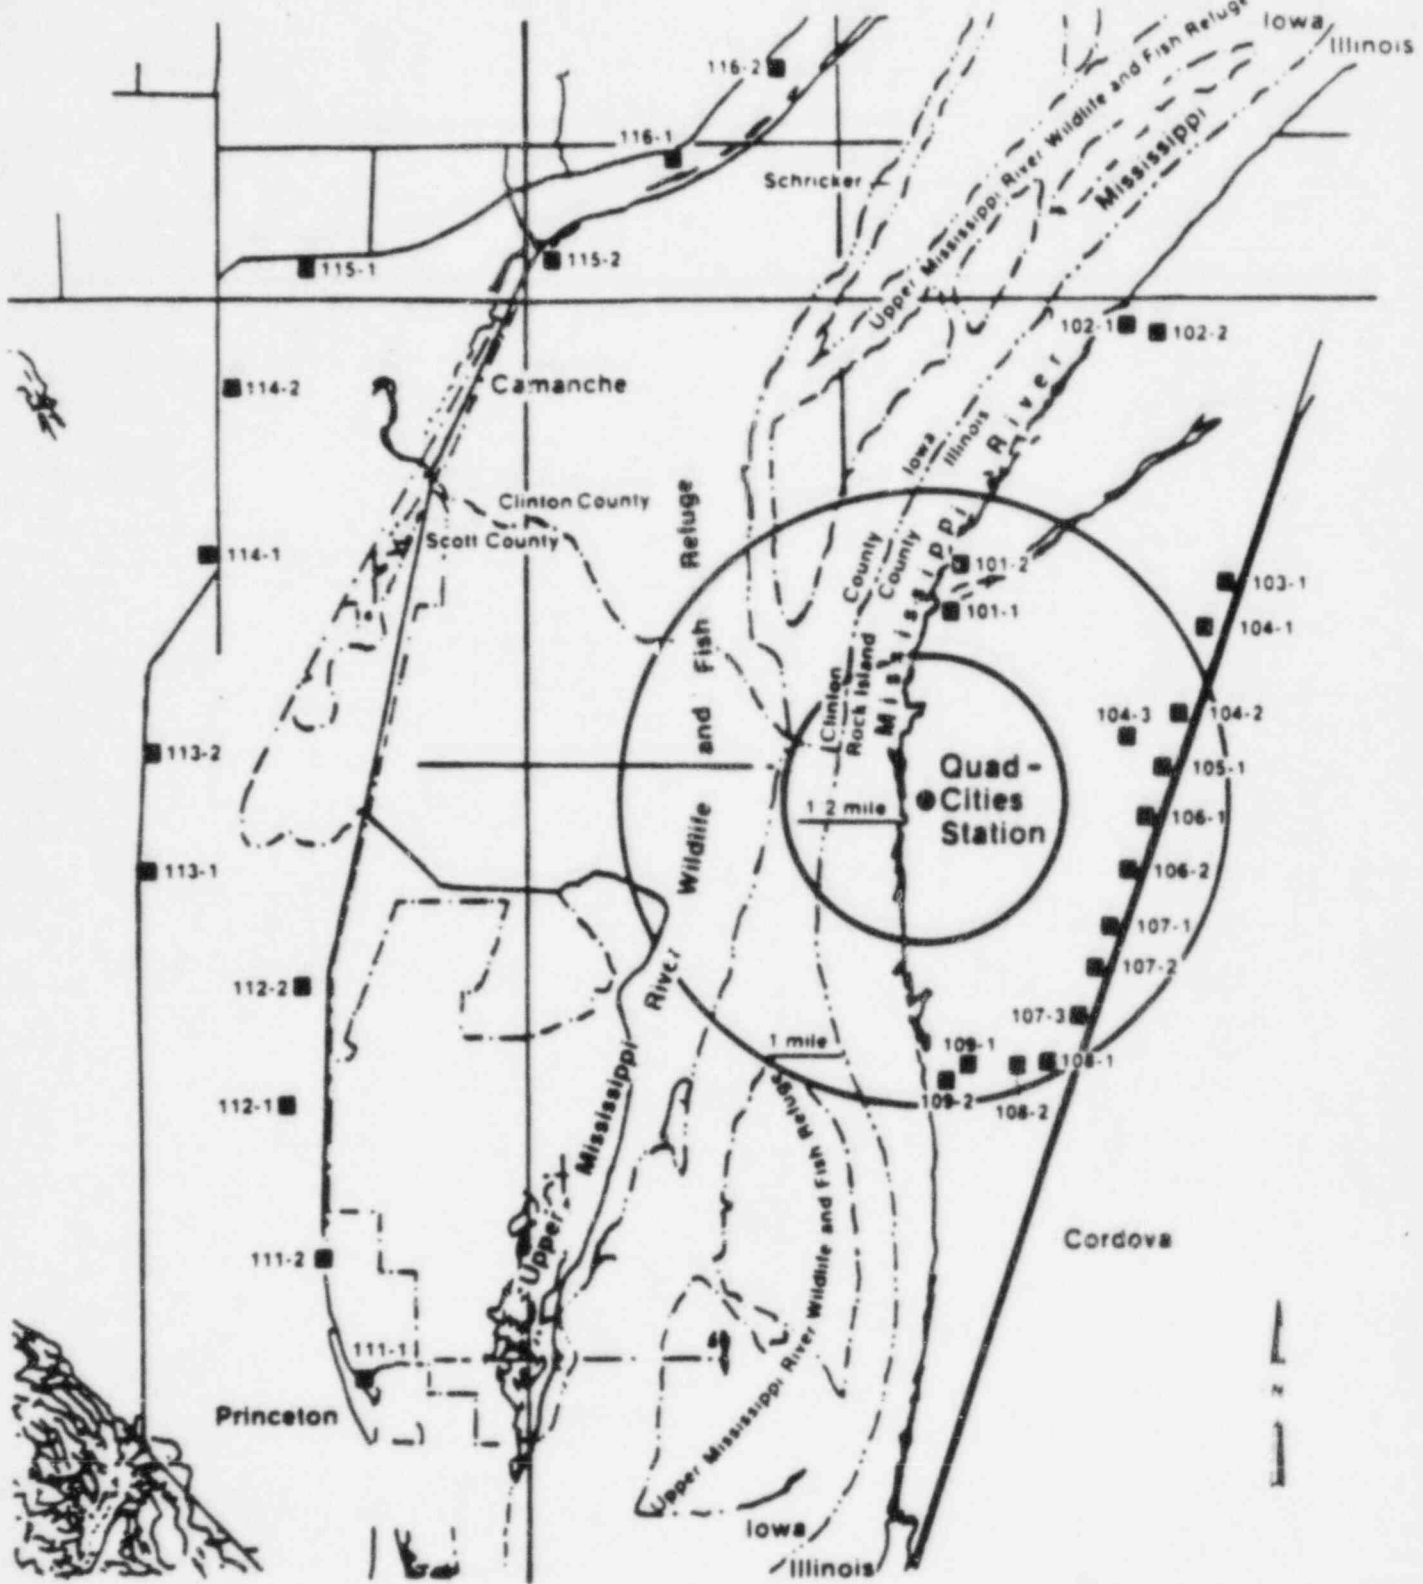 Iowa
Illinois
Upper Mississippi River Wildlife and Fish Refuge
Mississippi
116-2
116-1
Schricker
115-1
115-2
102-1
102-2
114-2
Camanche
River
Iowa
Illinois
Clinton County
Scott County
114-1
Refuge
County
County
101-2
101-1
103-1
104-1
Fish
and
Wildlife
Clinton
Rock Island
Mississippi
104-3
104-2
113-2
105-1
Quad-
Cities
Station
1 2 mile
106-1
113-1
106-2
107-1
107-2
112-2
River
107-3
1 mile
109-1
108-1
112-1
109-2
108-2
Mississippi
Upper
Upper Mississippi River Wildlife and Fish Refuge
Cordova
111-2
111-1
Princeton
N
Iowa
Illinois